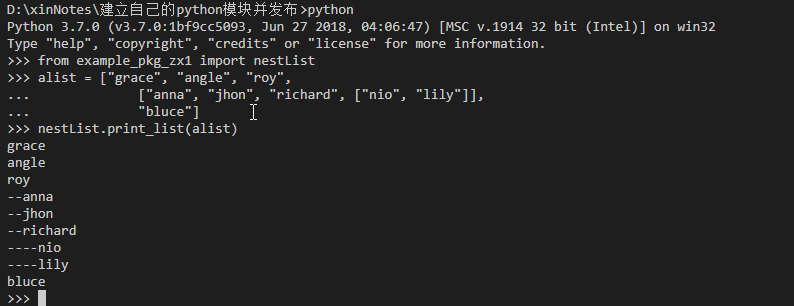 D:\xinNotes\建立自己的python模块并发布>python
Python 3.7.0 (v3.7.0:1bf9cc5093, Jun 27 2018, 04:06:47) [MSC v.1914 32 bit (Intel)] on win32
Type "help", "copyright", "credits" or "license" for more information.
>>> from example_pkg_zx1 import nestList
>>> alist = ["grace", "angle", "roy",
...             ["anna", "jhon", "richard", ["nio", "lily"]],
...             "bluce"]
>>> nestList.print_list(alist)
grace
angle
roy
--anna
--jhon
--richard
----nio
----lily
bluce
>>>